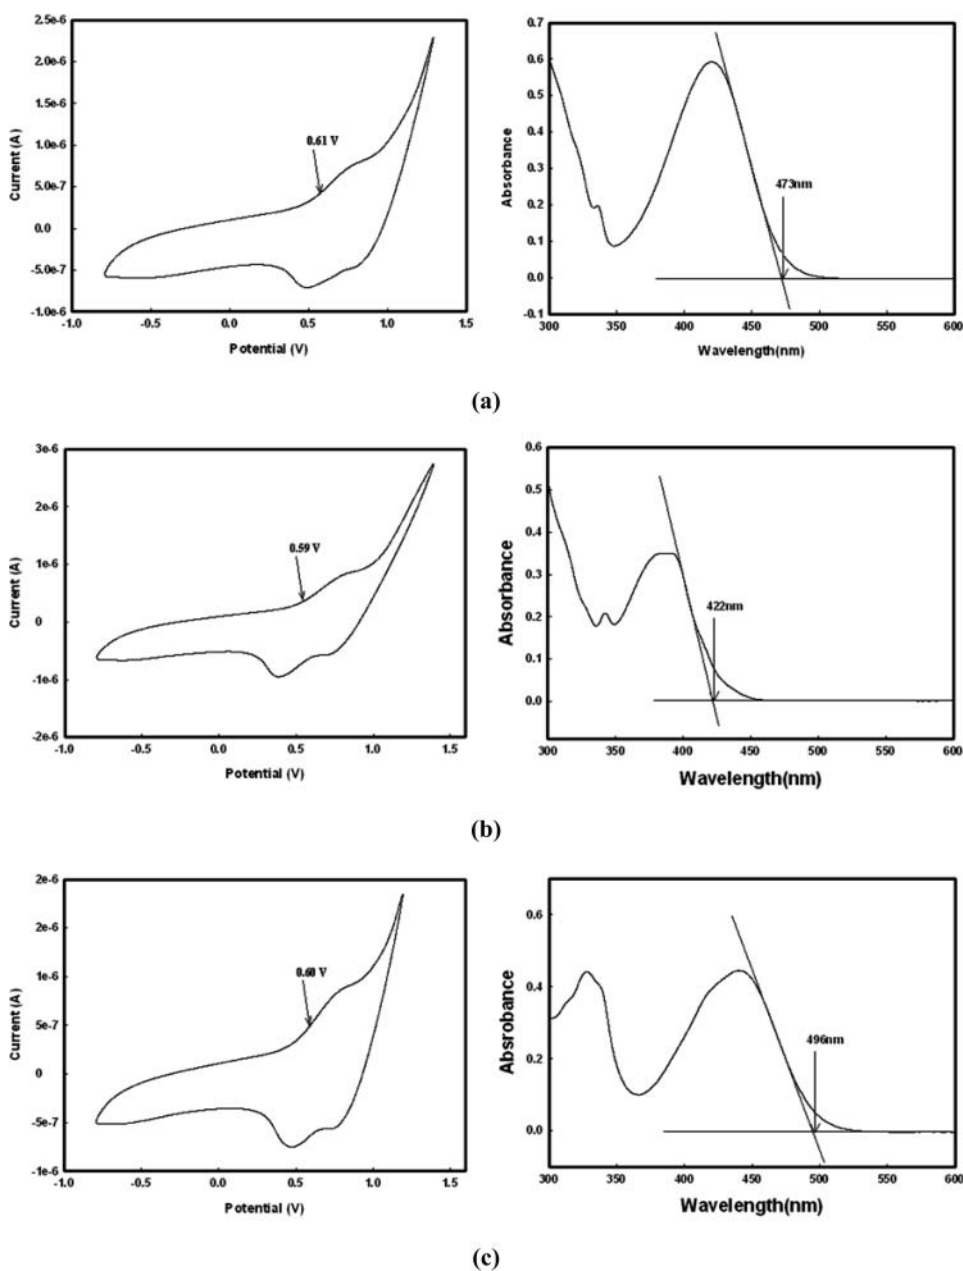 2.5e-6
2.0e-6
1.5e-6
1.0e-6
5.0e-7
0.0
-5.0e-7
-1.0e-6
Current (A)
0.61 V
-1.0 -0.5 0.0 0.5 1.0 1.5
Potential (V)
0.7
0.6
0.5
0.4
0.3
0.2
0.1
0.0
-0.1
Absorbance
473nm
300 350 400 450 500 550 600
Wavelength(nm)
(a)
3e-6
2e-6
1e-6
0
-1e-6
-2e-6
Current (A)
0.59 V
-1.0 -0.5 0.0 0.5 1.0 1.5
Potential (V)
0.6
0.5
0.4
0.3
0.2
0.1
0.0
Absorbance
422nm
300 350 400 450 500 550 600
Wavelength(nm)
(b)
2e-6
2e-6
1e-6
5e-7
0
-5e-7
-1e-6
Current (A)
0.60 V
-1.0 -0.5 0.0 0.5 1.0 1.5
Potential (V)
0.6
0.4
0.2
0.0
Absrobance
496nm
300 350 400 450 500 550 600
Wavelength(nm)
(c)